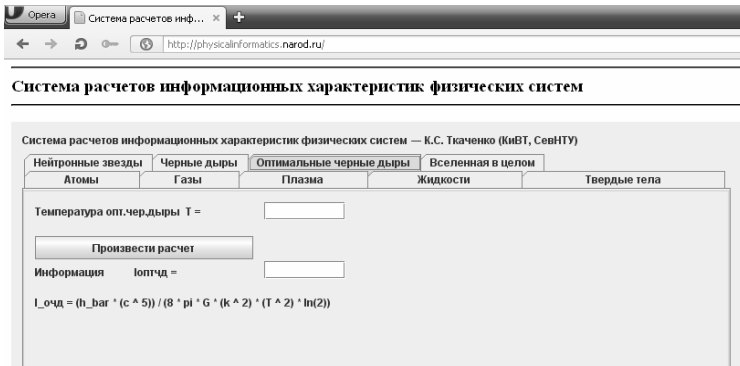 Opera
Система расчетов инф...
http://physicalinformatics.narod.ru/
Система расчетов информационных характеристик физических систем
Система расчетов информационных характеристик физических систем — К.С. Ткаченко (КиВТ, СевНТУ)
Нейтронные звезды Черные дыры Оптимальные черные дыры Вселенная в целом
Атомы Газы Плазма Жидкости Твердые тела
Температура опт.чер.дыры T =
Произвести расчет
Информация Iоптчд =
I_очд = (h_bar * (c ^ 5)) / (8 * pi * G * (k ^ 2) * (T ^ 2) * ln(2))